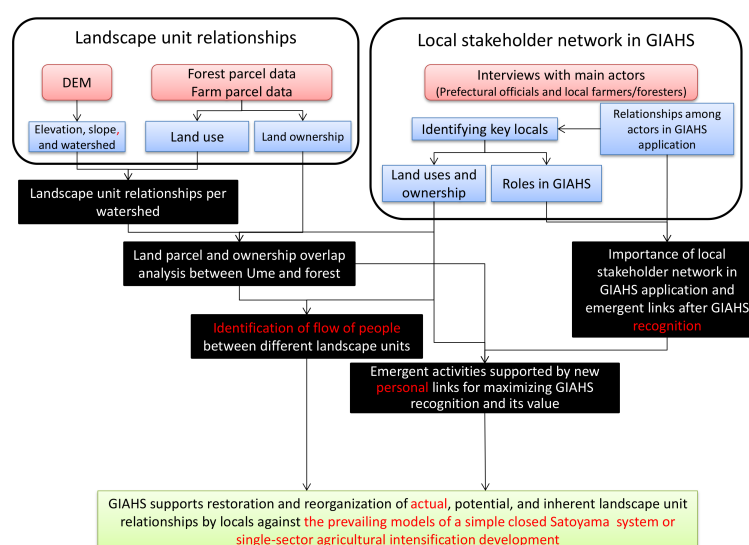 Landscape unit relationships
DEM
Forest parcel data
Farm parcel data
Elevation, slope,
and watershed
Land use
Land ownership
Local stakeholder network in GIAHS
Interviews with main actors
(Prefectural officials and local farmers/foresters)
Identifying key locals
Relationships among
actors in GIAHS
application
Land uses and
ownership
Roles in GIAHS
Landscape unit relationships per
watershed
Land parcel and ownership overlap
analysis between Ume and forest
Importance of local
stakeholder network in
GIAHS application and
emergent links after GIAHS
recognition
Identification of flow of people
between different landscape units
Emergent activities supported by new
personal links for maximizing GIAHS
recognition and its value
GIAHS supports restoration and reorganization of actual, potential, and inherent landscape unit
relationships by locals against the prevailing models of a simple closed Satoyama system or
single-sector agricultural intensification development